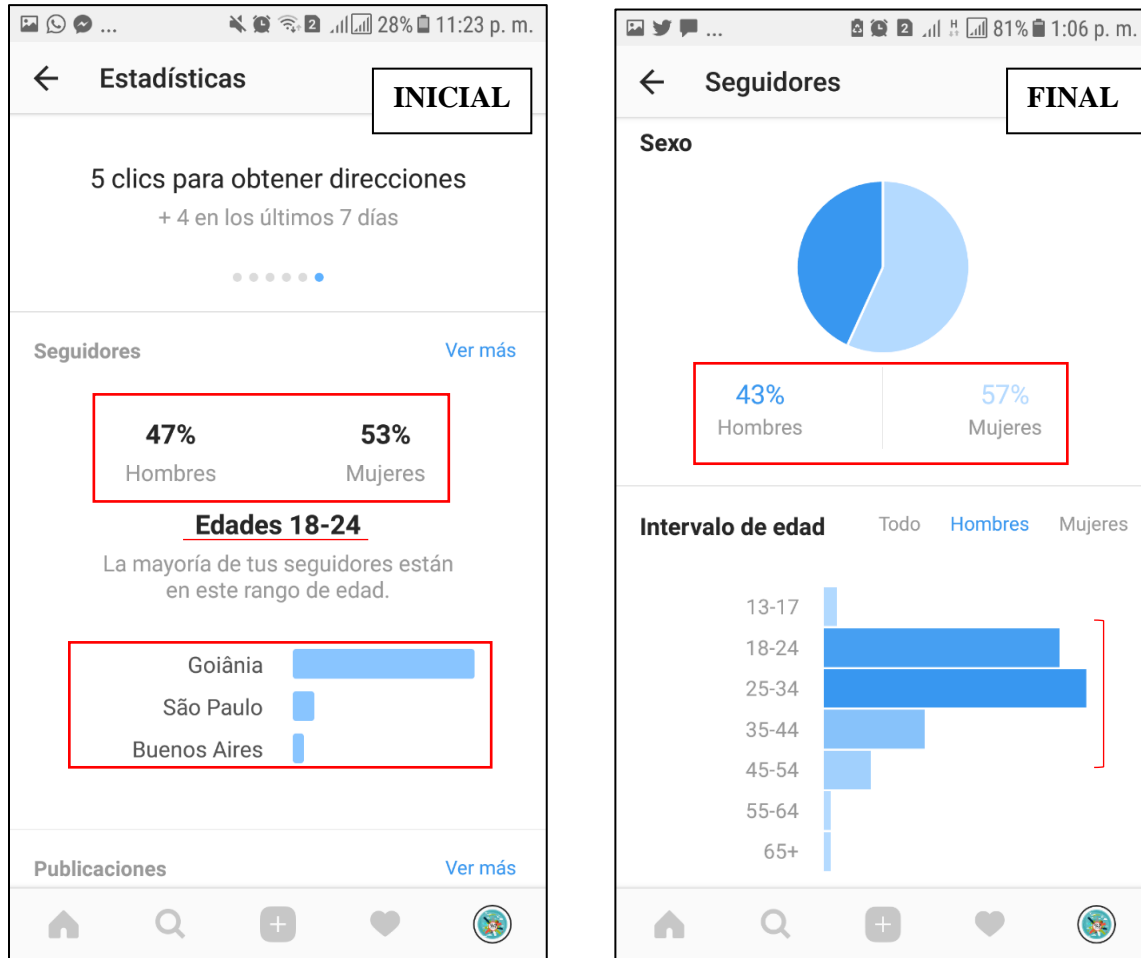 ... 2 28% 11:23 p. m.
Estadísticas
INICIAL
5 clics para obtener direcciones
+ 4 en los últimos 7 días
Seguidores Ver más
47% 53%
Hombres Mujeres
Edades 18-24
La mayoría de tus seguidores están
en este rango de edad.
Goiânia
São Paulo
Buenos Aires
Publicaciones Ver más
... 2 H 81% 1:06 p. m.
Seguidores
FINAL
Sexo
43% 57%
Hombres Mujeres
Intervalo de edad Todo Hombres Mujeres
13-17
18-24
25-34
35-44
45-54
55-64
65+